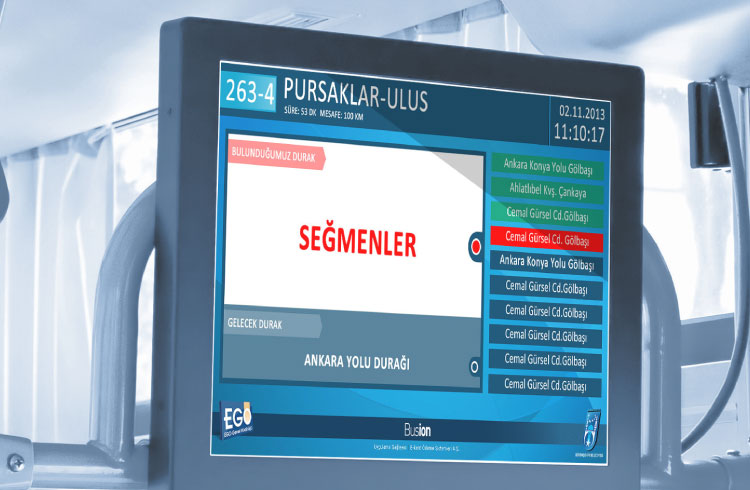 263-4
PURSAKLAR-ULUS
SÜRE: 53 DK MESAFE: 100 KM
02.11.2013
11:10:17
BULUNDUĞUMUZ DURAK
SEĞMENLER
GELECEK DURAK
ANKARA YOLU DURAĞI
Ankara Konya Yolu Gölbaşı
Ahlatlıbel Kvş. Çankaya
Cemal Gürsel Cd.Gölbaşı
Cemal Gürsel Cd. Gölbaşı
Ankara Konya Yolu Gölbaşı
Cemal Gürsel Cd.Gölbaşı
Cemal Gürsel Cd.Gölbaşı
Cemal Gürsel Cd.Gölbaşı
Cemal Gürsel Cd.Gölbaşı
Cemal Gürsel Cd.Gölbaşı
EGO
Busion